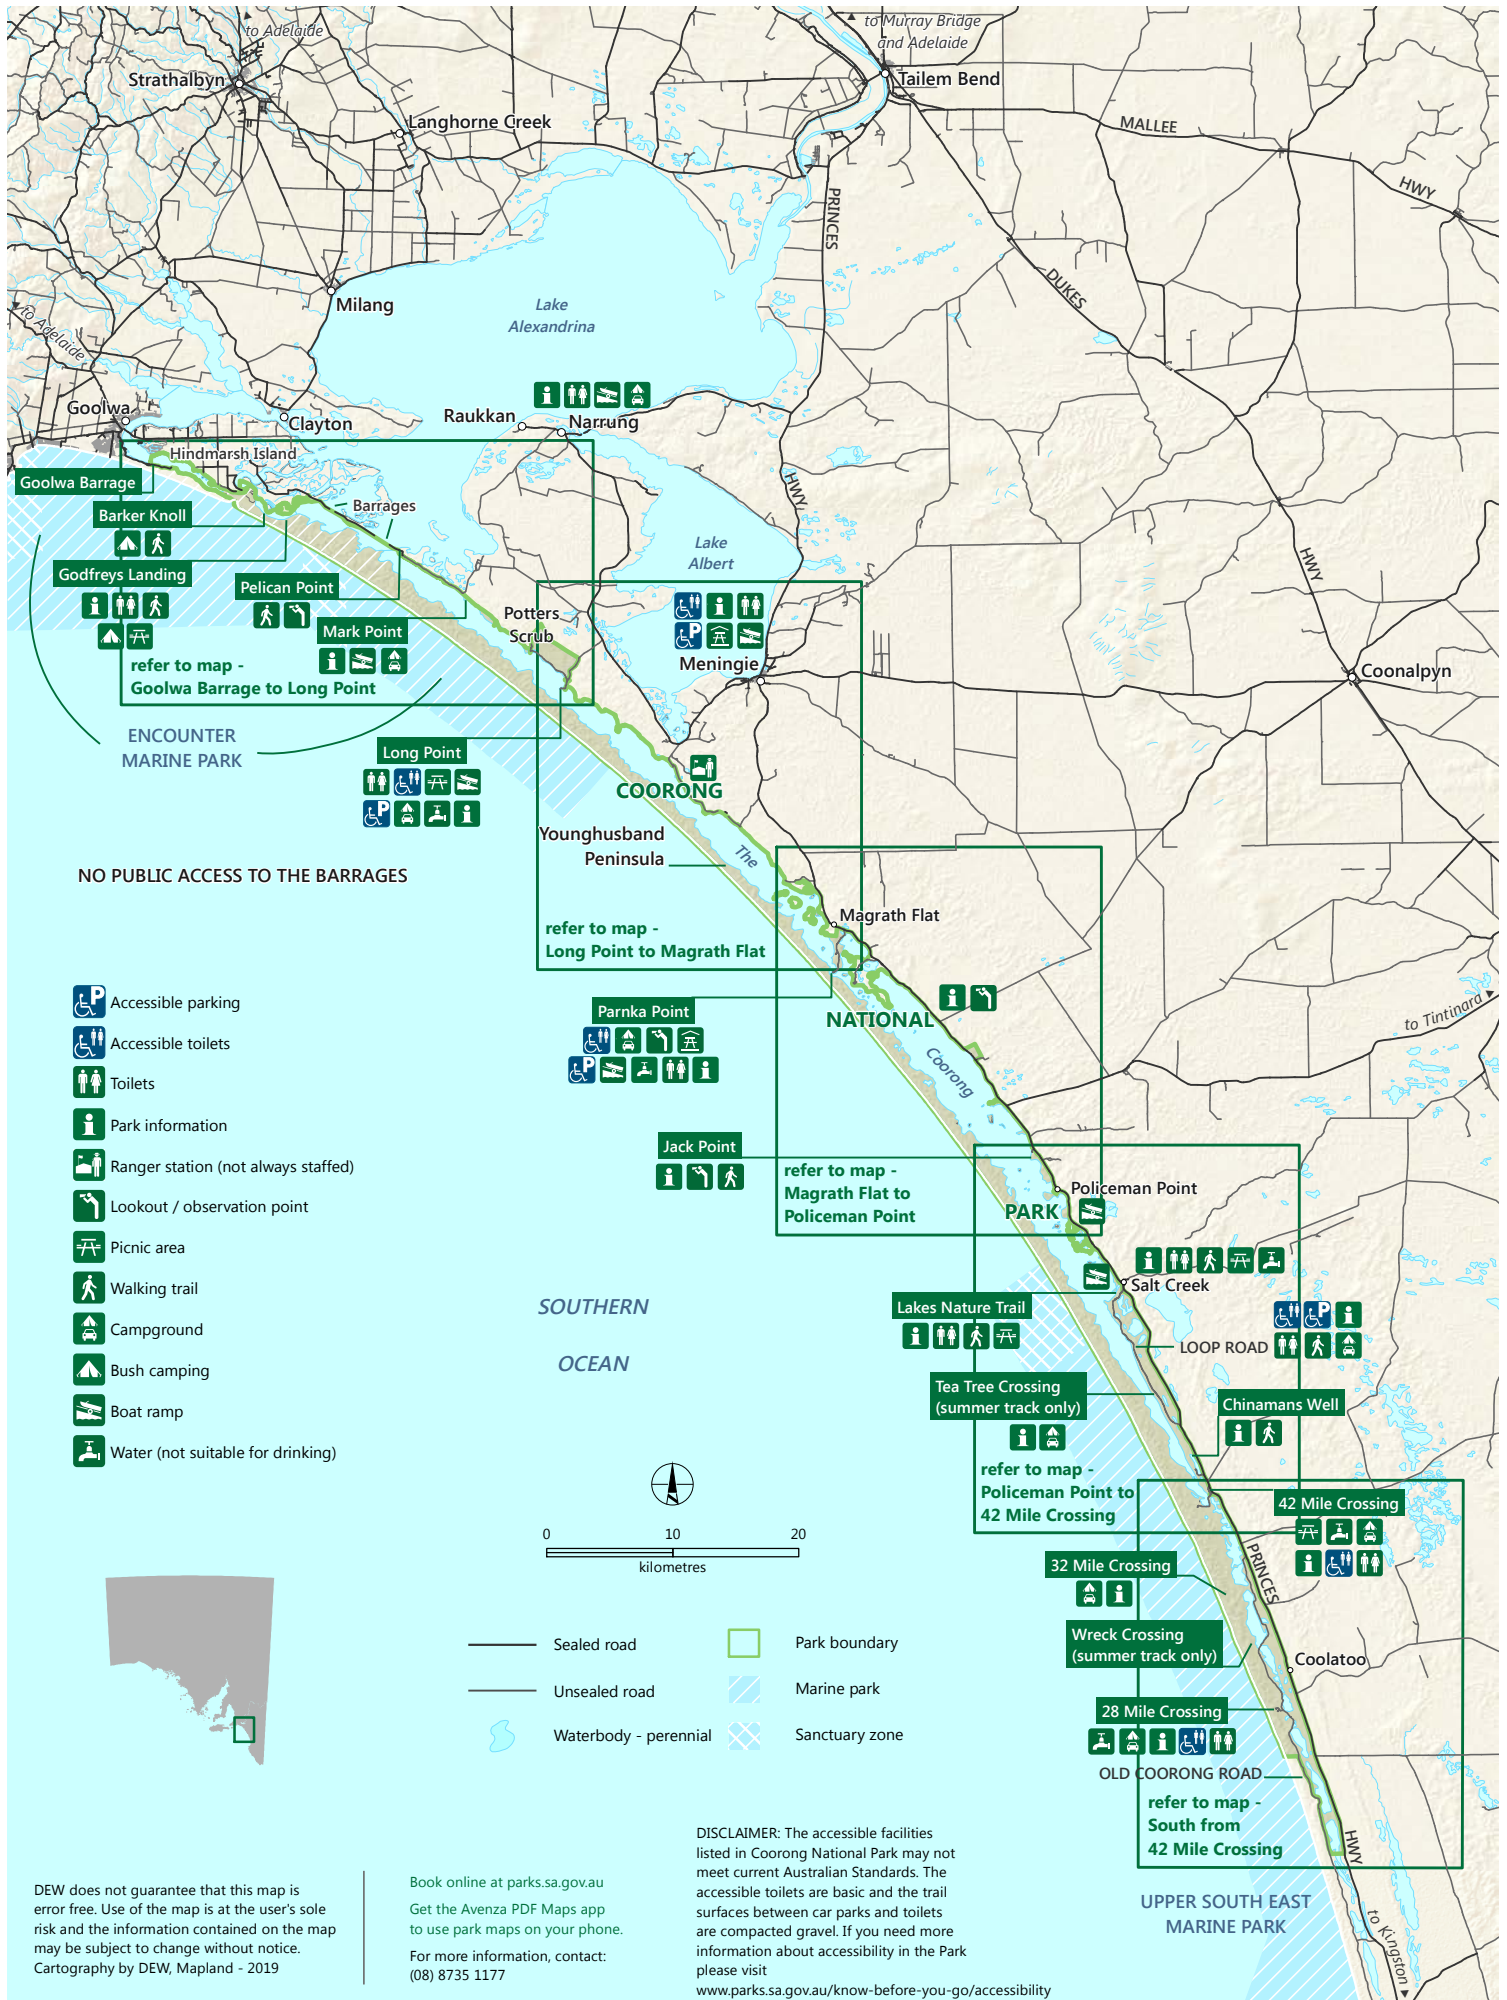 to Adelaide
to Murray Bridge
and Adelaide
Strathalbyn
Tailem Bend
Langhorne Creek
MALLEE
HWY
PRINCES
DUKES
Milang
Lake
Alexandrina
to Adelaide
Goolwa
Clayton
Raukkan
Narrung
Hindmarsh Island
HWY
Goolwa Barrage
Barker Knoll
Barrages
Lake
Albert
HWY
Godfreys Landing
Pelican Point
Mark Point
Potters
Scrub
Meningie
Coonalpyn
refer to map -
Goolwa Barrage to Long Point
ENCOUNTER
MARINE PARK
Long Point
COORONG
Younghusband
Peninsula
The
NO PUBLIC ACCESS TO THE BARRAGES
Magrath Flat
refer to map -
Long Point to Magrath Flat
Parnka Point
NATIONAL
to Tintinard
Coorong
Accessible parking
Accessible toilets
Toilets
Park information
Ranger station (not always staffed)
Lookout / observation point
Picnic area
Walking trail
Campground
Bush camping
Boat ramp
Water (not suitable for drinking)
Jack Point
refer to map -
Magrath Flat to
Policeman Point
Policeman Point
PARK
Salt Creek
SOUTHERN
OCEAN
Lakes Nature Trail
LOOP ROAD
Tea Tree Crossing
(summer track only)
Chinamans Well
refer to map -
Policeman Point to
42 Mile Crossing
42 Mile Crossing
0 10 20
kilometres
PRINCES
32 Mile Crossing
Wreck Crossing
(summer track only)
Coolatoo
28 Mile Crossing
OLD COORONG ROAD
refer to map -
South from
42 Mile Crossing
HWY
Sealed road
Unsealed road
Waterbody - perennial
Park boundary
Marine park
Sanctuary zone
UPPER SOUTH EAST
MARINE PARK
to Kingston
DEW does not guarantee that this map is
error free. Use of the map is at the user's sole
risk and the information contained on the map
may be subject to change without notice.
Cartography by DEW, Mapland - 2019
Book online at parks.sa.gov.au
Get the Avenza PDF Maps app
to use park maps on your phone.
For more information, contact:
(08) 8735 1177
DISCLAIMER: The accessible facilities
listed in Coorong National Park may not
meet current Australian Standards. The
accessible toilets are basic and the trail
surfaces between car parks and toilets
are compacted gravel. If you need more
information about accessibility in the Park
please visit
www.parks.sa.gov.au/know-before-you-go/accessibility